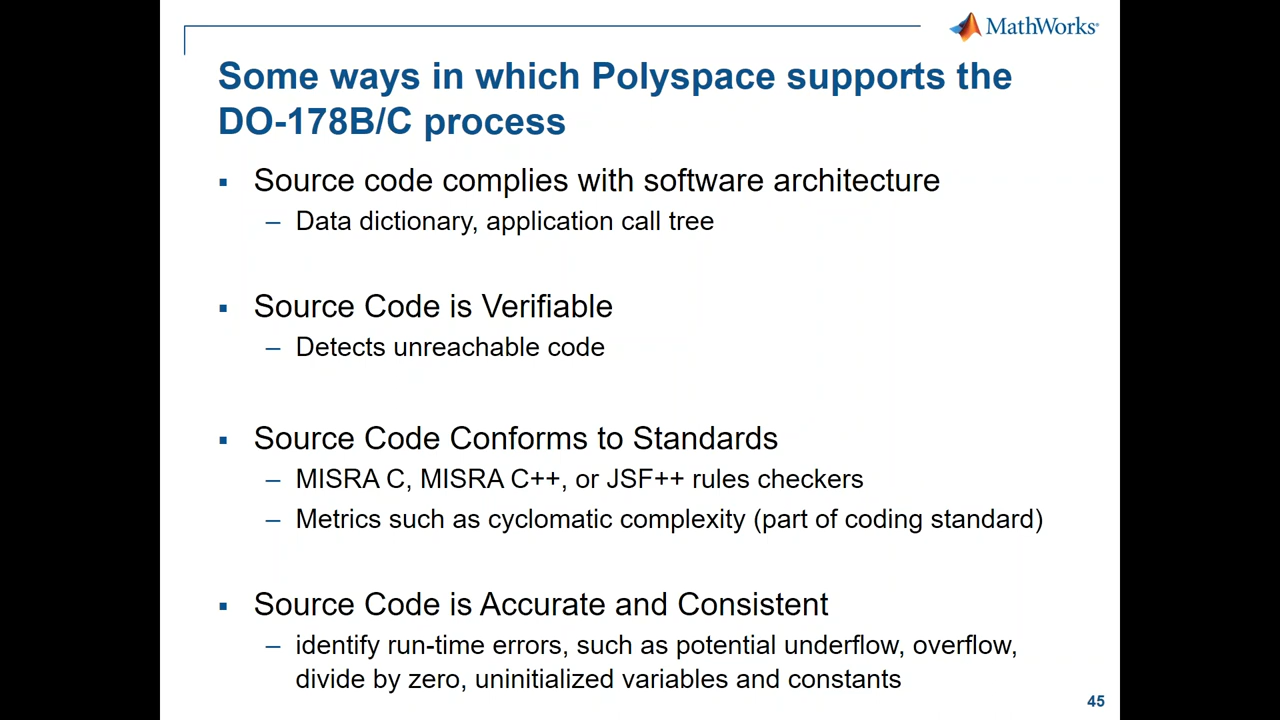 MathWorks®
Some ways in which Polyspace supports the
DO-178B/C process
▪ Source code complies with software architecture
– Data dictionary, application call tree
▪ Source Code is Verifiable
– Detects unreachable code
▪ Source Code Conforms to Standards
– MISRA C, MISRA C++, or JSF++ rules checkers
– Metrics such as cyclomatic complexity (part of coding standard)
▪ Source Code is Accurate and Consistent
– identify run-time errors, such as potential underflow, overflow,
divide by zero, uninitialized variables and constants
45